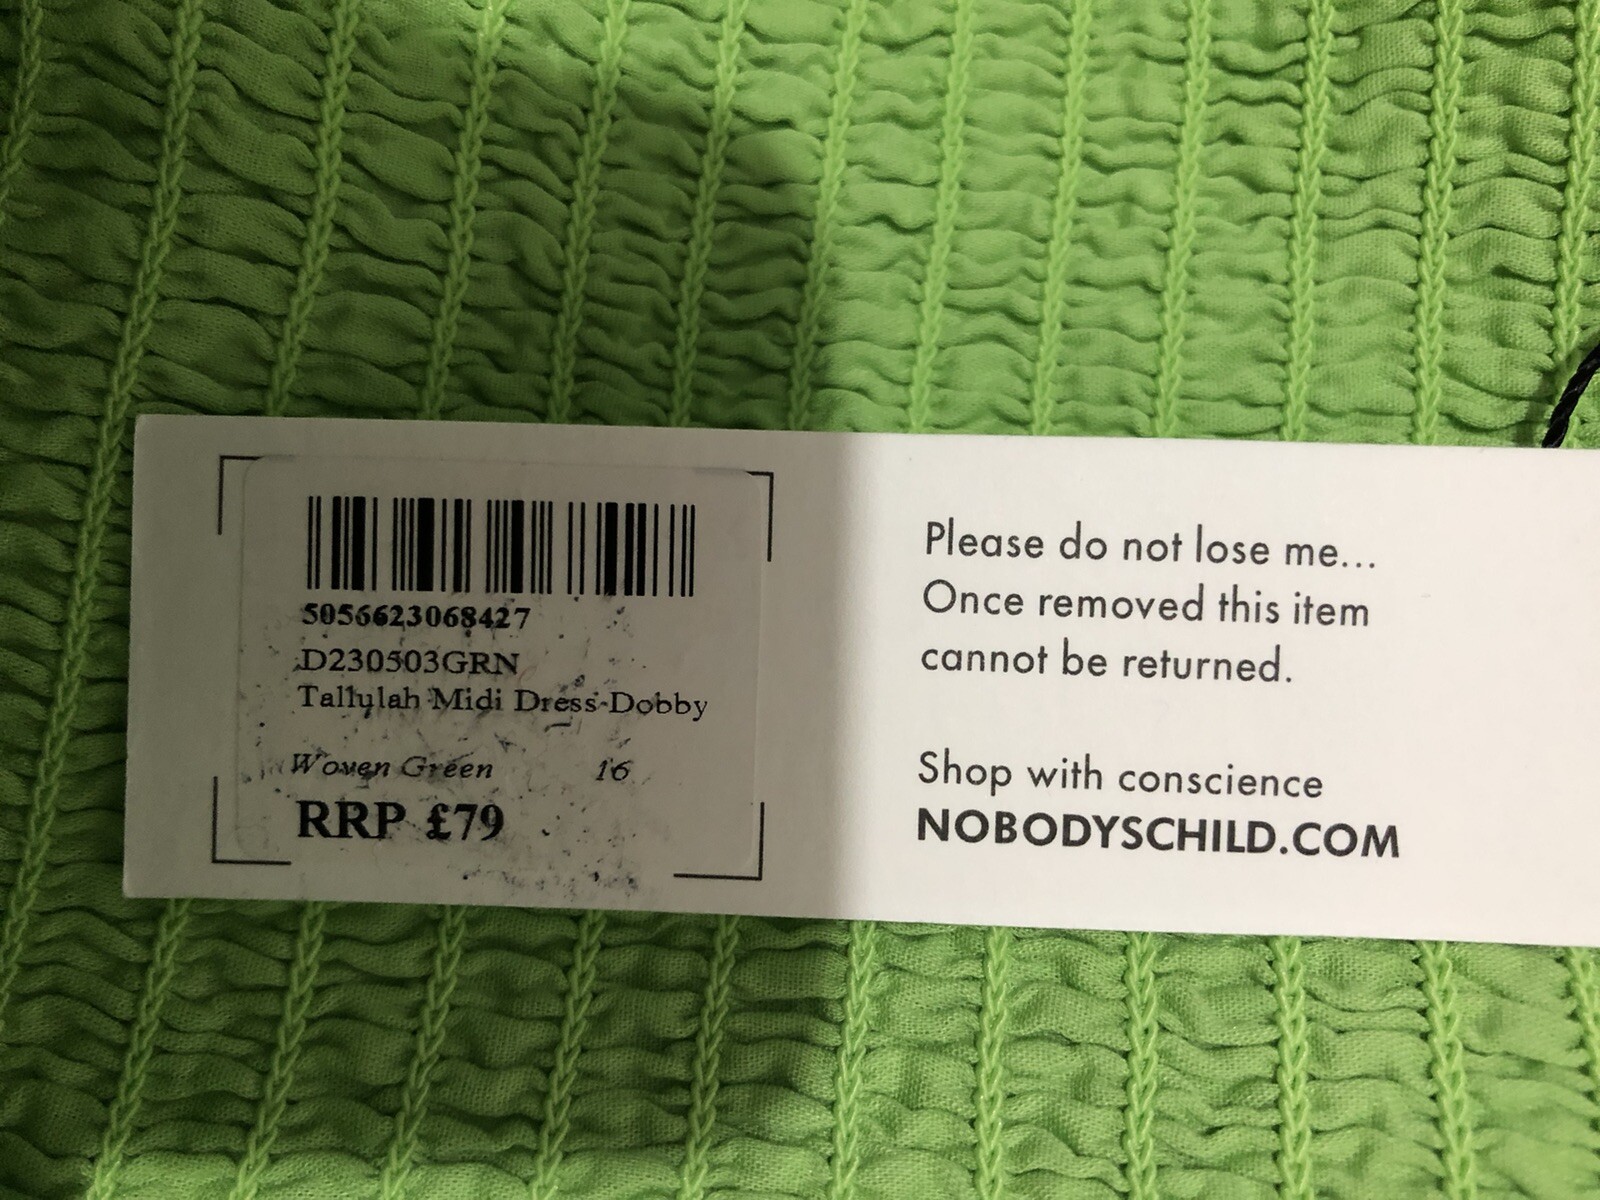 5056623068427
D230503GRN
Tallulah Midi Dress-Dobby
Woven Green 16
RRP £79
Please do not lose me...
Once removed this item
cannot be returned.
Shop with conscience
NOBODYSCHILD.COM